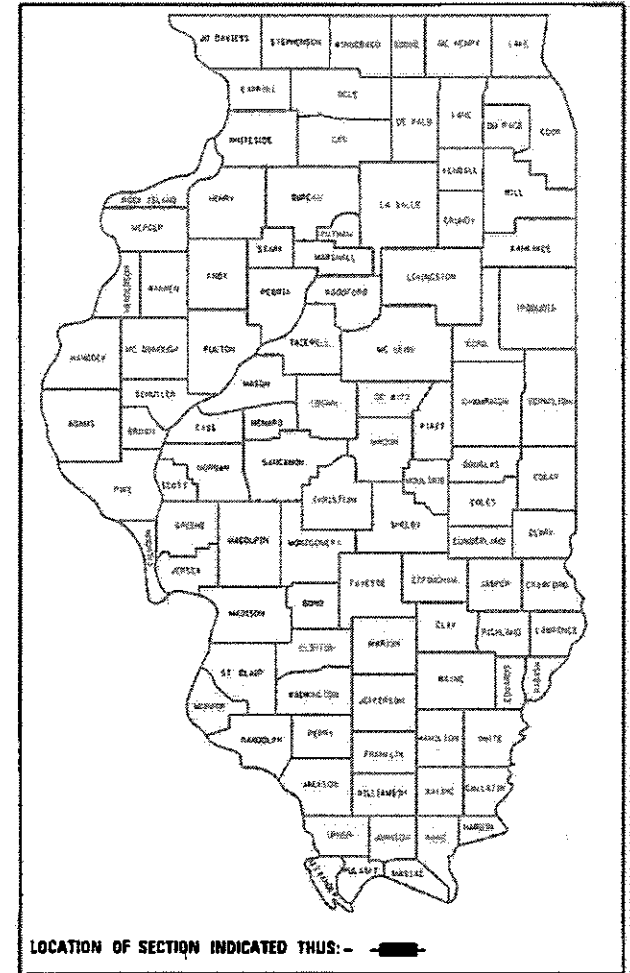 JO DAVIESS STEPHENSON WINNEBAGO BOONE MC HENRY LAKE
CARROLL OGLE
DE KALB KANE DU PAGE COOK
WHITESIDE LEE
KENDALL WILL
ROCK ISLAND HENRY BUREAU LA SALLE GRUNDY
MERCER PUTNAM
STARK MARSHALL KANKAKEE
HENDERSON WARREN KNOX PEORIA WOODFORD LIVINGSTON IROQUOIS
HANCOCK MC DONOUGH FULTON TAZEWELL MC LEAN FORD
MASON
SCHUYLER LOGAN DE WITT CHAMPAIGN VERMILION
ADAMS BROWN CASS MENARD PIATT
MACON
MORGAN SANGAMON DOUGLAS
PIKE SCOTT CHRISTIAN MOULTRIE COLES EDGAR
GREENE SHELBY
CALHOUN MACOUPIN MONTGOMERY CUMBERLAND CLARK
JERSEY
FAYETTE EFFINGHAM JASPER CRAWFORD
MADISON BOND
CLAY RICHLAND LAWRENCE
CLINTON MARION
ST CLAIR WAYNE EDWARDS WABASH
MONROE WASHINGTON JEFFERSON
RANDOLPH PERRY HAMILTON WHITE
FRANKLIN
JACKSON WILLIAMSON SALINE GALLATIN
UNION JOHNSON POPE HARDIN
ALEXANDER PULASKI MASSAC
LOCATION OF SECTION INDICATED THUS: -